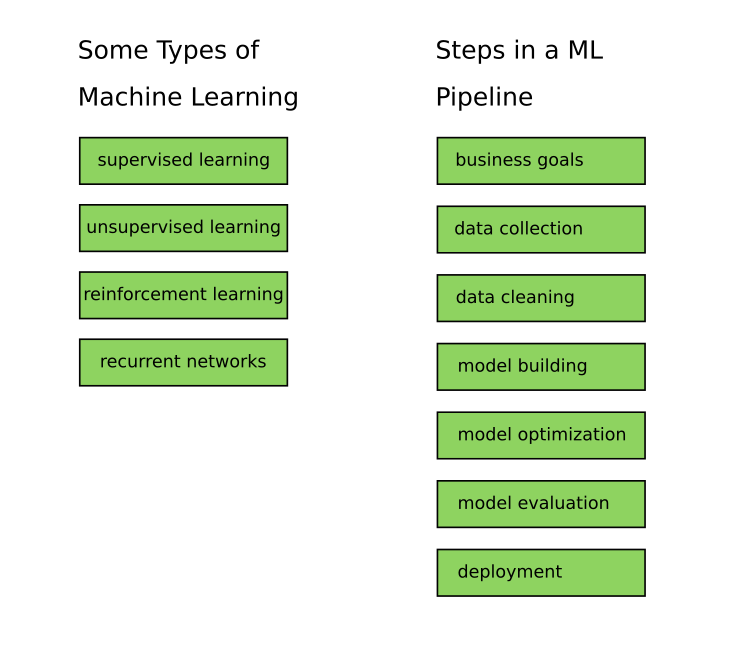 Some Types of
Machine Learning
supervised learning
unsupervised learning
reinforcement learning
recurrent networks
Steps in a ML
Pipeline
business goals
data collection
data cleaning
model building
model optimization
model evaluation
deployment